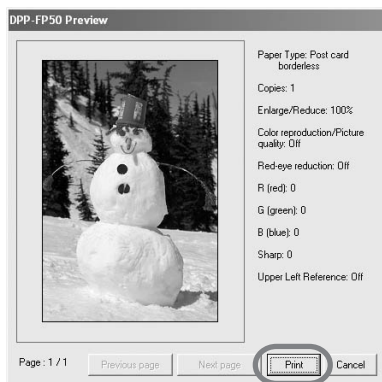 DPP-FP50 Preview
Paper Type: Post card
borderless
Copies: 1
Enlarge/Reduce: 100%
Color reproduction/Picture
quality: Off
Red-eye reduction: Off
R (red): 0
G (green): 0
B (blue): 0
Sharp: 0
Upper Left Reference: Off
Page : 1 / 1 Previous page Next page Print Cancel